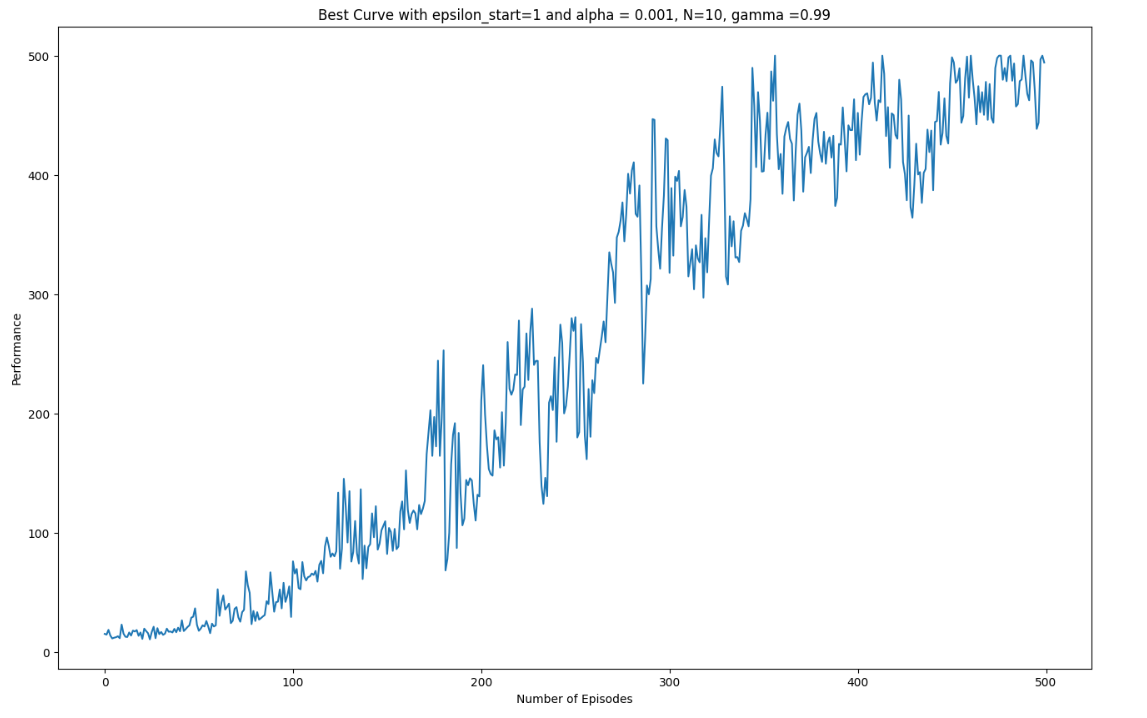 Best Curve with epsilon_start=1 and alpha = 0.001, N=10, gamma =0.99
500
400
300
200
100
0
Performance
0 100 200 300 400 500
Number of Episodes